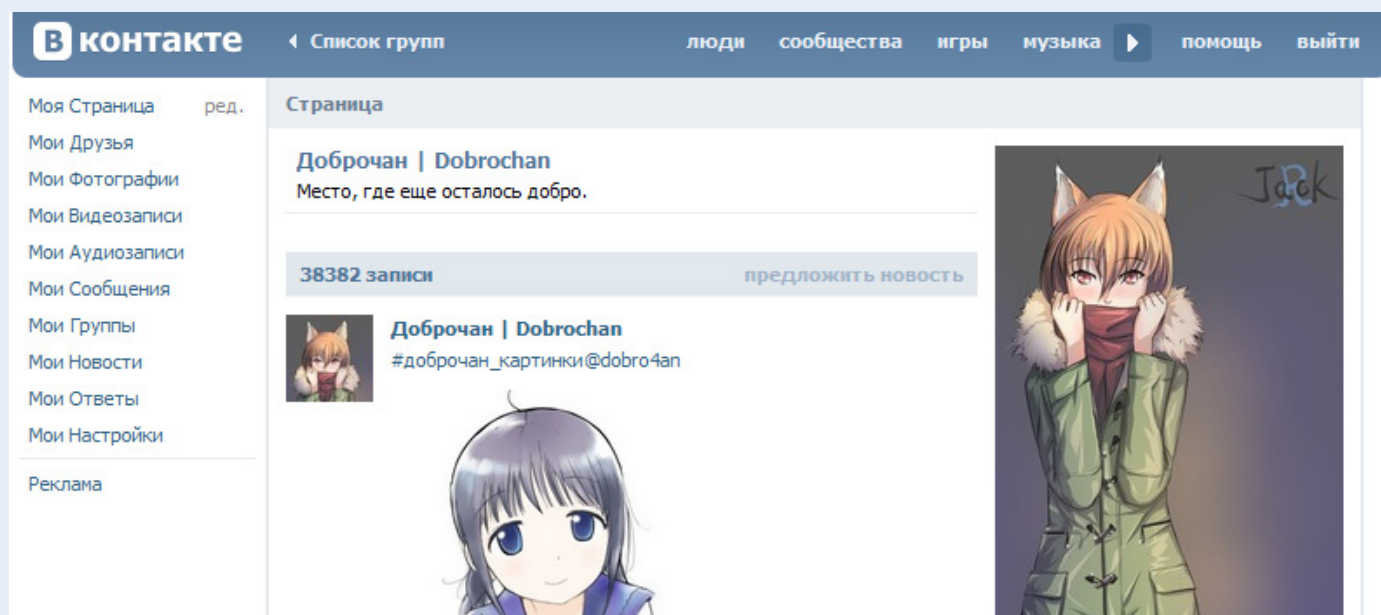 В контакте
Список групп
люди сообщества игры музыка помощь выйти
Моя Страница ред.
Мои Друзья
Мои Фотографии
Мои Видеозаписи
Мои Аудиозаписи
Мои Сообщения
Мои Группы
Мои Новости
Мои Ответы
Мои Настройки
Реклама
Страница
Доброчан | Dobrochan
Место, где еще осталось добро.
38382 записи предложить новость
Доброчан | Dobrochan
#доброчан_картинки@dobro4an